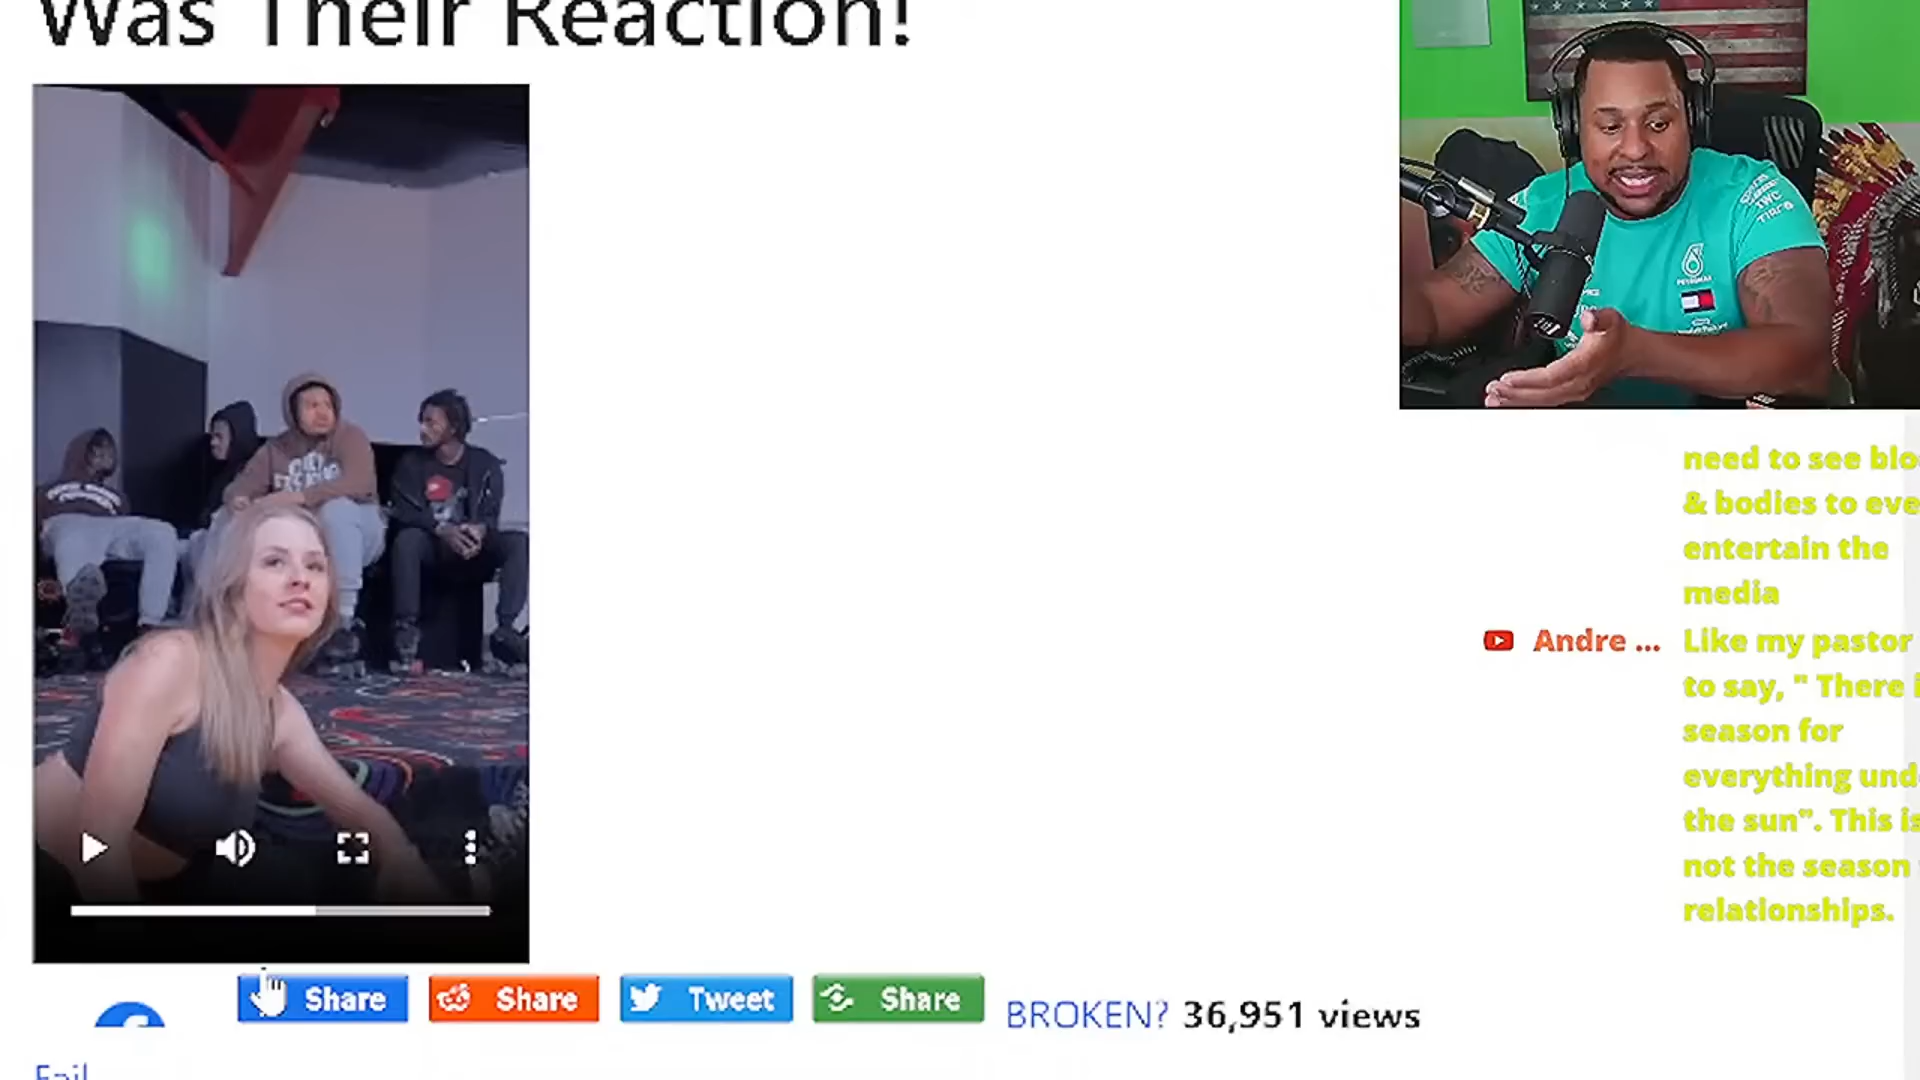 Was Their Reaction!
need to see blo
& bodies to eve
entertain the
media
Andre ... Like my pastor
to say, " There i
season for
everything und
the sun". This is
not the season
relationships.
Share
Share
Tweet
Share
BROKEN? 36,951 views
Fail
PETRONAS